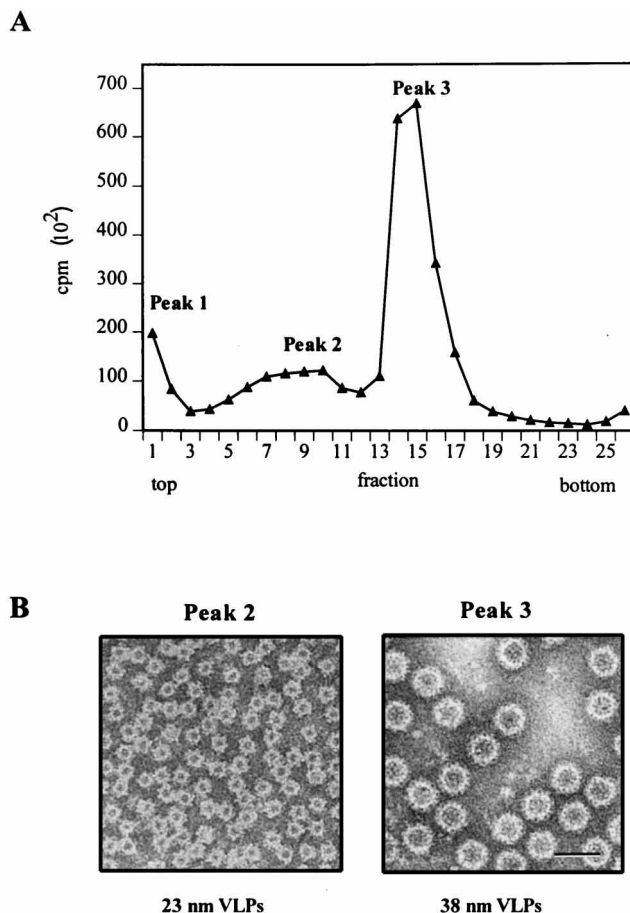 A
700
600
500
400
300
200
100
0
cpm (10²)
Peak 1
Peak 2
Peak 3
1 3 5 7 9 11 13 15 17 19 21 23 25
top fraction bottom
B
Peak 2 Peak 3
23 nm VLPs 38 nm VLPs